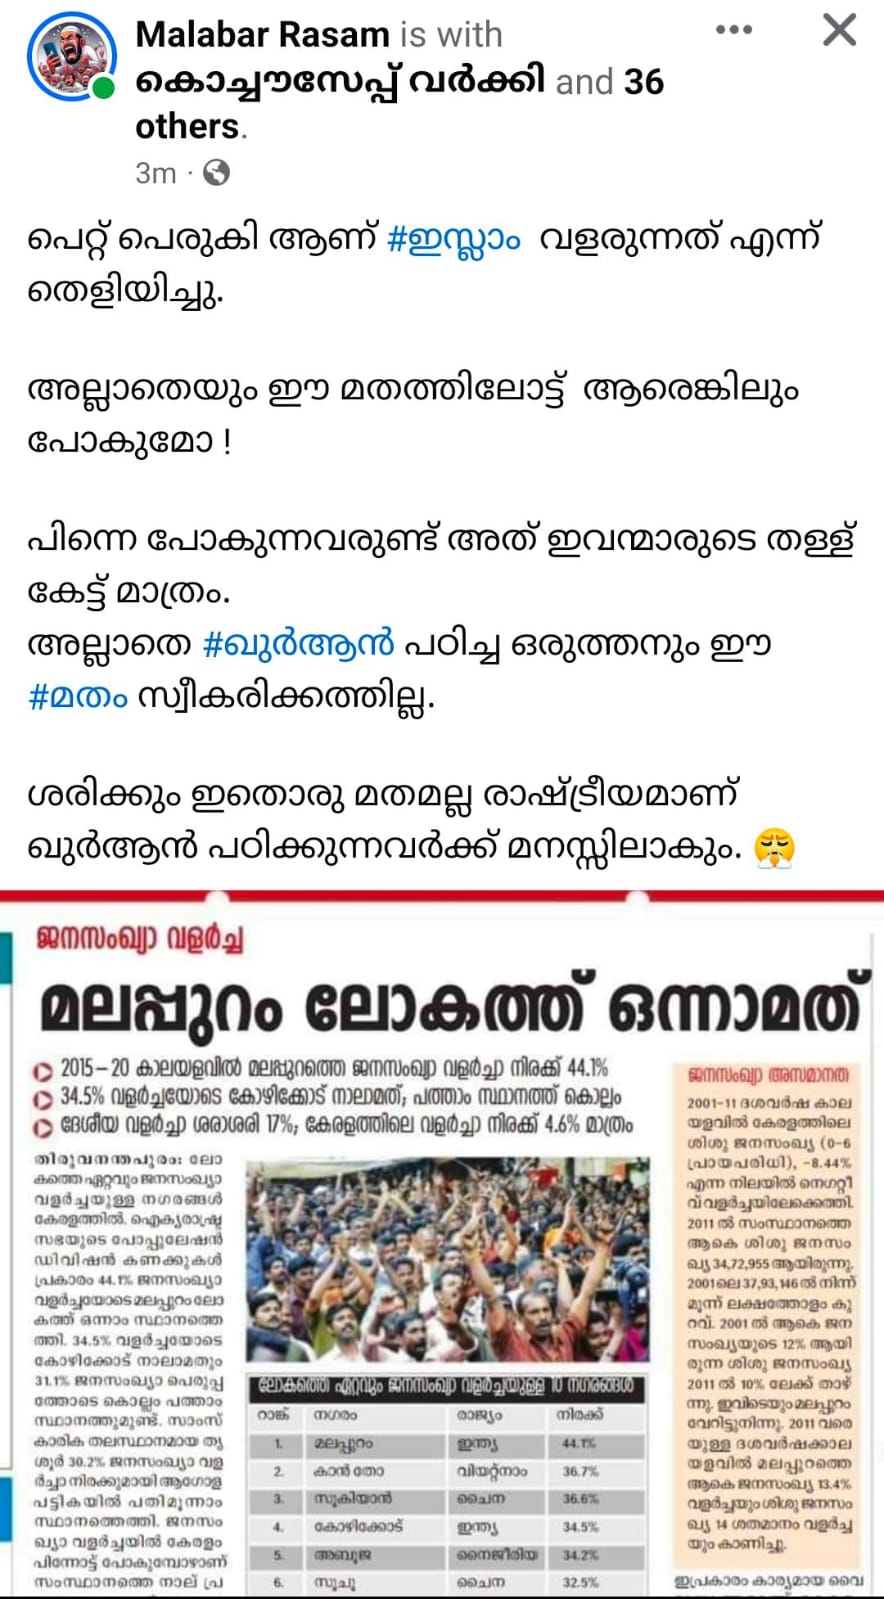 Malabar Rasam is with
കൊച്ചൗസേപ്പ് വർക്കി and 36
others.
3m ·
പെറ്റ് പെരുകി ആണ് #ഇസ്ലാം വളരുന്നത് എന്ന്
തെളിയിച്ചു.
അല്ലാതെയും ഈ മതത്തിലോട്ട് ആരെങ്കിലും
പോകുമോ !
പിന്നെ പോകുന്നവരുണ്ട് അത് ഇവന്മാരുടെ തള്ള്
കേട്ട് മാത്രം.
അല്ലാതെ #ഖുർആൻ പഠിച്ച ഒരുത്തനും ഈ
#മതം സ്വീകരിക്കത്തില്ല.
ശരിക്കും ഇതൊരു മതമല്ല രാഷ്ട്രീയമാണ്
ഖുർആൻ പഠിക്കുന്നവർക്ക് മനസ്സിലാകും.
ജനസംഖ്യാ വളർച്ച
മലപ്പുറം ലോകത്ത് ഒന്നാമത്
2015–20 കാലയളവിൽ മലപ്പുറത്തെ ജനസംഖ്യാ വളർച്ചാ നിരക്ക് 44.1%
34.5% വളർച്ചയോടെ കോഴിക്കോട് നാലാമത്; പത്താം സ്ഥാനത്ത് കൊല്ലം
ദേശീയ വളർച്ചാ ശരാശരി 17%; കേരളത്തിലെ വളർച്ചാ നിരക്ക് 4.6% മാത്രം
തിരുവനന്തപുരം: ലോ
കത്തഏറ്റവും ജനസംഖ്യാ
വളർച്ചയുള്ള നഗരങ്ങൾ
കേരളത്തിൽ. ഐക്യരാഷ്ട്ര
സഭയുടെ പോപ്പുലേഷൻ
ഡിവിഷൻ കണക്കുകൾ
പ്രകാരം 44.1% ജനസംഖ്യാ
വളർച്ചയോടെ മലപ്പുറം ലോ
കത്ത് ഒന്നാം സ്ഥാനത്തെ
ത്തി. 34.5% വളർച്ചയോടെ
കോഴിക്കോട് നാലാമതും
31.1% ജനസംഖ്യാ പെരുപ്പ
ത്തോടെ കൊല്ലം പത്താം
സ്ഥാനത്തുമുണ്ട്. സാംസ്
കാരിക തലസ്ഥാനമായ തൃ
ശൂർ 30.2% ജനസംഖ്യാ വള
ർച്ചാ നിരക്കുമായി ആഗോള
പട്ടികയിൽ പതിമൂന്നാം
സ്ഥാനത്തെത്തി. ജനസം
ഖ്യാ വളർച്ചയിൽ കേരളം
പിന്നോട്ട് പോകുമ്പോഴാണ്
സംസ്ഥാനത്തെ നാല് പ്ര
ലോകത്തെ ഏറ്റവും ജനസംഖ്യാ വളർച്ചയുള്ള 10 നഗരങ്ങൾ
റാങ്ക് നഗരം രാജ്യം നിരക്ക്
1. മലപ്പുറം ഇന്ത്യ 44.1%
2. കാൻ തോ വിയറ്റ്നാം 36.7%
3. സുകിയാൻ ചൈന 36.6%
4. കോഴിക്കോട് ഇന്ത്യ 34.5%
5. അബുജ നൈജീരിയ 34.2%
6. സൂചൂ ചൈന 32.5%
ജനസംഖ്യാ അസമാനത
2001-11 ദശവർഷ കാല
യളവിൽ കേരളത്തിലെ
ശിശു ജനസംഖ്യ (0-6
പ്രായപരിധി), -8.44%
എന്ന നിലയിൽ നെഗറ്റീ
വ് വളർച്ചയിലേക്കെത്തി.
2011 ൽ സംസ്ഥാനത്തെ
ആകെ ശിശു ജനസം
ഖ്യ 34,72,955 ആയിരുന്നു.
2001ലെ 37,93,146 ൽ നിന്ന്
മൂന്ന് ലക്ഷത്തോളം കു
റവ്. 2001 ൽ ആകെ ജന
സംഖ്യയുടെ 12% ആയി
രുന്ന ശിശു ജനസംഖ്യ
2011 ൽ 10% ലേക്ക് താഴ്
ന്നു. ഇവിടെയും മലപ്പുറം
വേറിട്ടുനിന്നു. 2011 വരെ
യുള്ള ദശവർഷക്കാല
യളവിൽ മലപ്പുറത്തെ
ആകെ ജനസംഖ്യ 13.4%
വളർച്ചയും ശിശു ജനസം
ഖ്യ 14 ശതമാനം വളർച്ച
യും കാണിച്ചു.
ഇപ്രകാരം കാര്യമായ വൈ